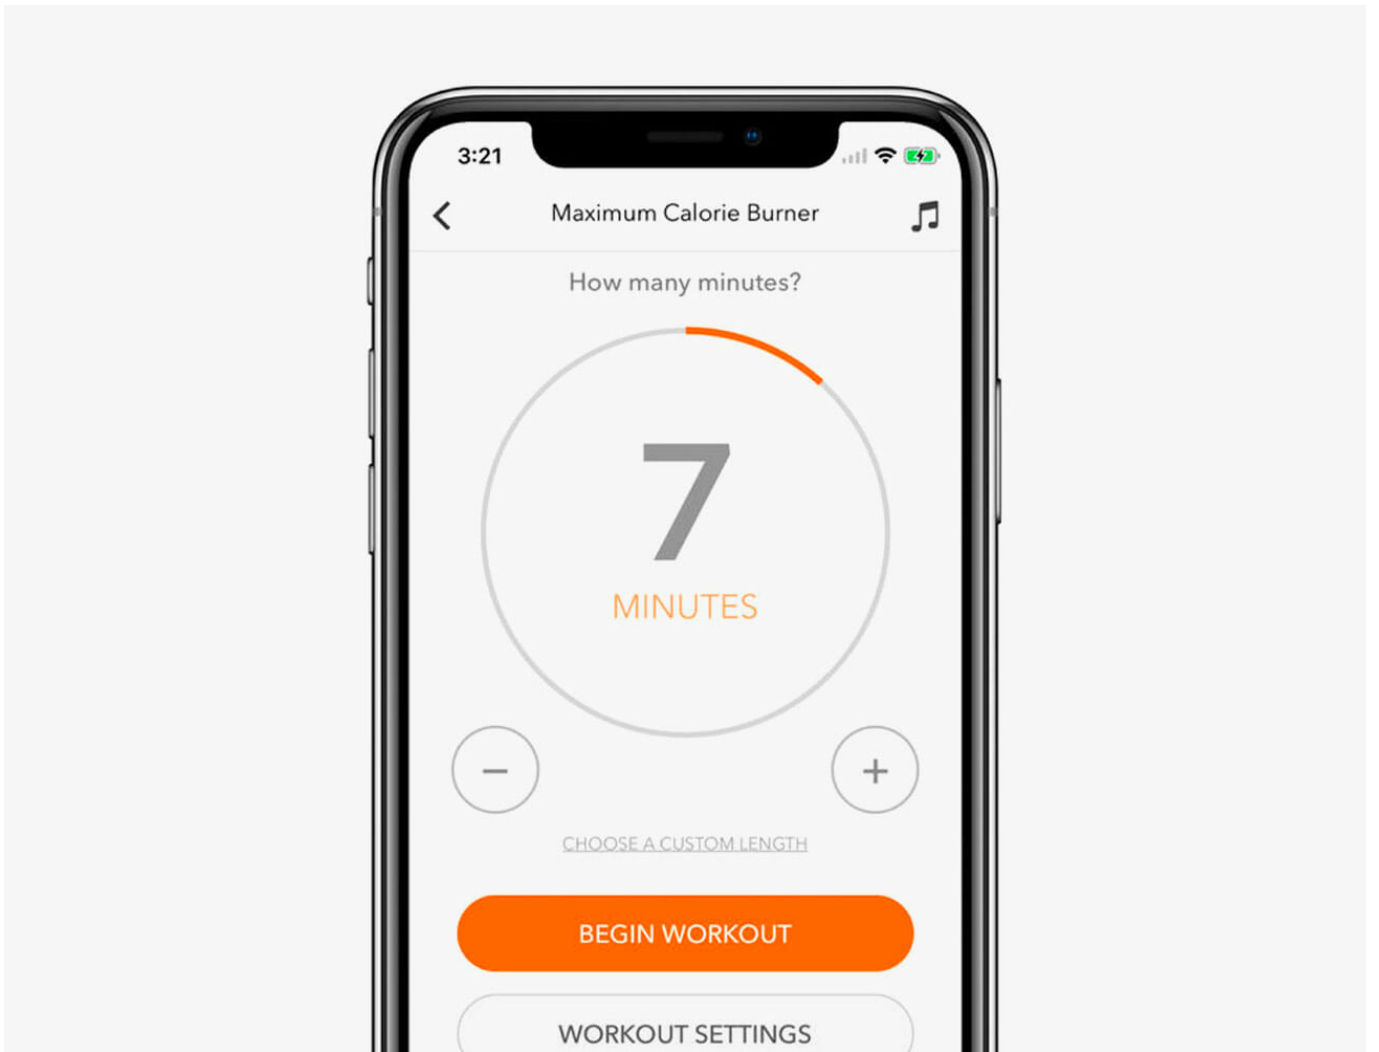 3:21
Maximum Calorie Burner
How many minutes?
7
MINUTES
CHOOSE A CUSTOM LENGTH
BEGIN WORKOUT
WORKOUT SETTINGS